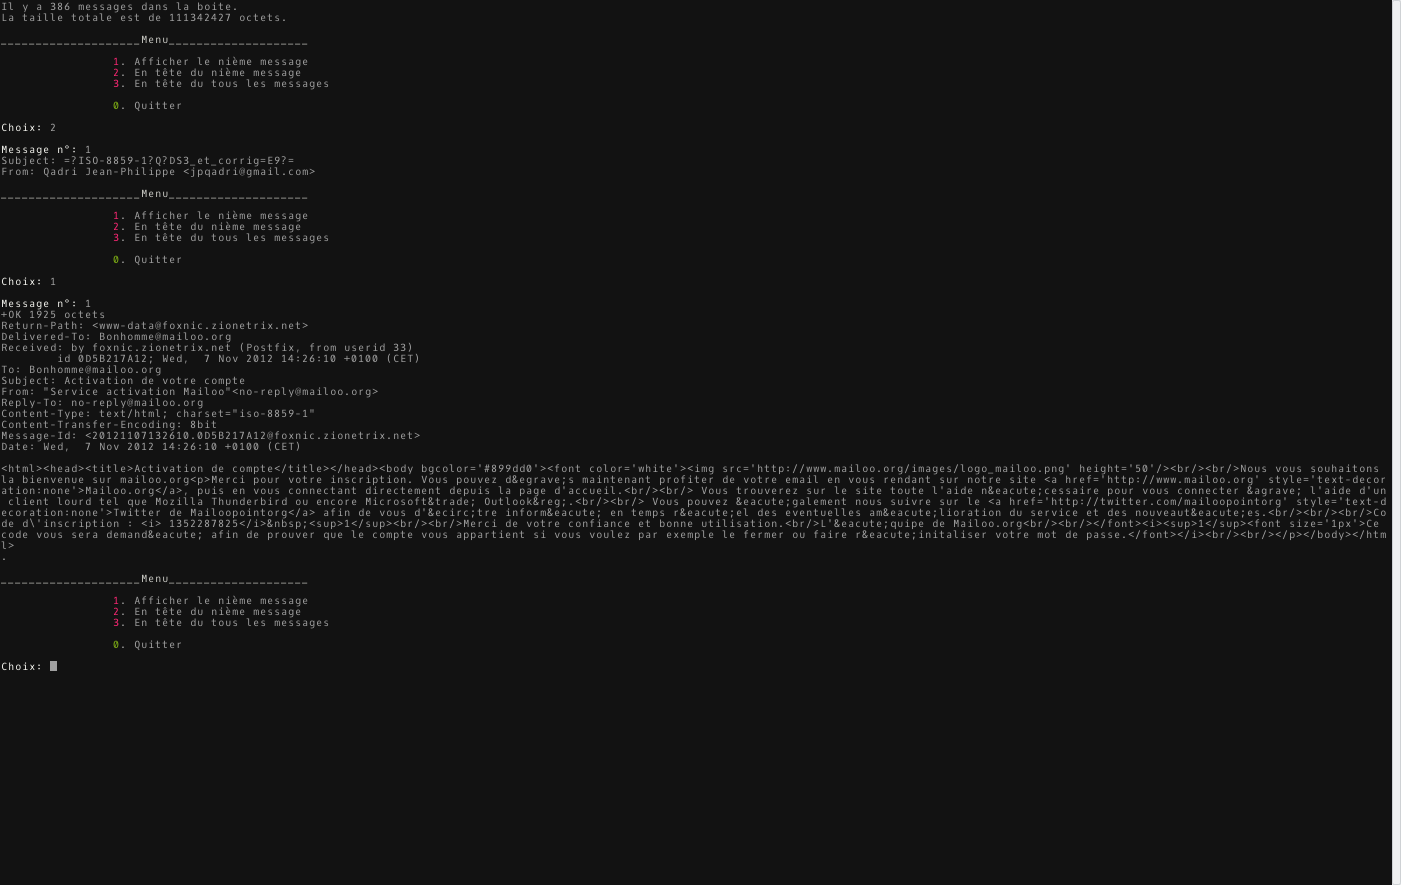 Il y a 386 messages dans la boite.
La taille totale est de 111342427 octets.
____________________Menu____________________
1. Afficher le nième message
2. En tête du nième message
3. En tête du tous les messages
0. Quitter
Choix: 2
Message n°: 1
Subject: =?ISO-8859-1?Q?DS3_et_corrig=E9?=
From: Qadri Jean-Philippe <jpqadri@gmail.com>
____________________Menu____________________
1. Afficher le nième message
2. En tête du nième message
3. En tête du tous les messages
0. Quitter
Choix: 1
Message n°: 1
+OK 1925 octets
Return-Path: <www-data@foxnic.zionetrix.net>
Delivered-To: Bonhomme@mailoo.org
Received: by foxnic.zionetrix.net (Postfix, from userid 33)
id 0D5B217A12; Wed,  7 Nov 2012 14:26:10 +0100 (CET)
To: Bonhomme@mailoo.org
Subject: Activation de votre compte
From: "Service activation Mailoo"<no-reply@mailoo.org>
Reply-To: no-reply@mailoo.org
Content-Type: text/html; charset="iso-8859-1"
Content-Transfer-Encoding: 8bit
Message-Id: <20121107132610.0D5B217A12@foxnic.zionetrix.net>
Date: Wed,  7 Nov 2012 14:26:10 +0100 (CET)
<html><head><title>Activation de compte</title></head><body bgcolor='#899dd0'><font color='white'><img src='http://www.mailoo.org/images/logo_mailoo.png' height='50'/><br/><br/>Nous vous souhaitons
la bienvenue sur mailoo.org<p>Merci pour votre inscription. Vous pouvez d&egrave;s maintenant profiter de votre email en vous rendant sur notre site <a href='http://www.mailoo.org' style='text-decor
ation:none'>Mailoo.org</a>, puis en vous connectant directement depuis la page d'accueil.<br/><br/> Vous trouverez sur le site toute l'aide n&eacute;cessaire pour vous connecter &agrave; l'aide d'un
client lourd tel que Mozilla Thunderbird ou encore Microsoft&trade; Outlook&reg;.<br/><br/> Vous pouvez &eacute;galement nous suivre sur le <a href='http://twitter.com/mailoopointorg' style='text-d
ecoration:none'>Twitter de Mailoopointorg</a> afin de vous d'&ecirc;tre inform&eacute; en temps r&eacute;el des eventuelles am&eacute;lioration du service et des nouveaut&eacute;es.<br/><br/><br/>Co
de d\'inscription : <i> 1352287825</i>&nbsp;<sup>1</sup><br/><br/>Merci de votre confiance et bonne utilisation.<br/>L'&eacute;quipe de Mailoo.org<br/><br/></font><i><sup>1</sup><font size='1px'>Ce
code vous sera demand&eacute; afin de prouver que le compte vous appartient si vous voulez par exemple le fermer ou faire r&eacute;initaliser votre mot de passe.</font></i><br/><br/></p></body></htm
l>
.
____________________Menu____________________
1. Afficher le nième message
2. En tête du nième message
3. En tête du tous les messages
0. Quitter
Choix: